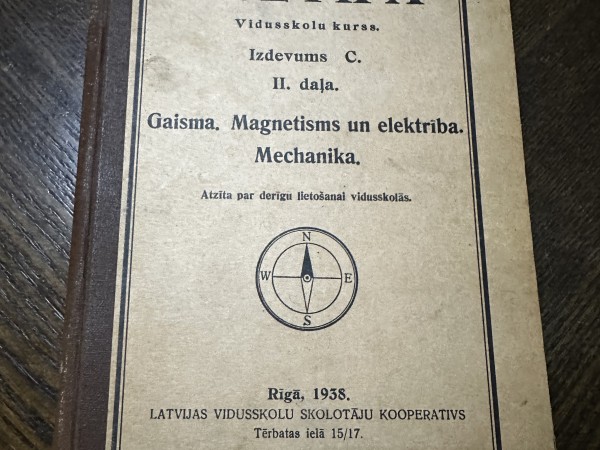 Vidusskolu kurss.
Izdevums C.
II. daļa.
Gaisma. Magnetisms un elektrība.
Mechanika.
Atzīta par derīgu lietošanai vidusskolās.
N
W E
S
Rīgā, 1938.
LATVIJAS VIDUSSKOLU SKOLOTĀJU KOOPERATIVS
Tērbatas ielā 15/17.